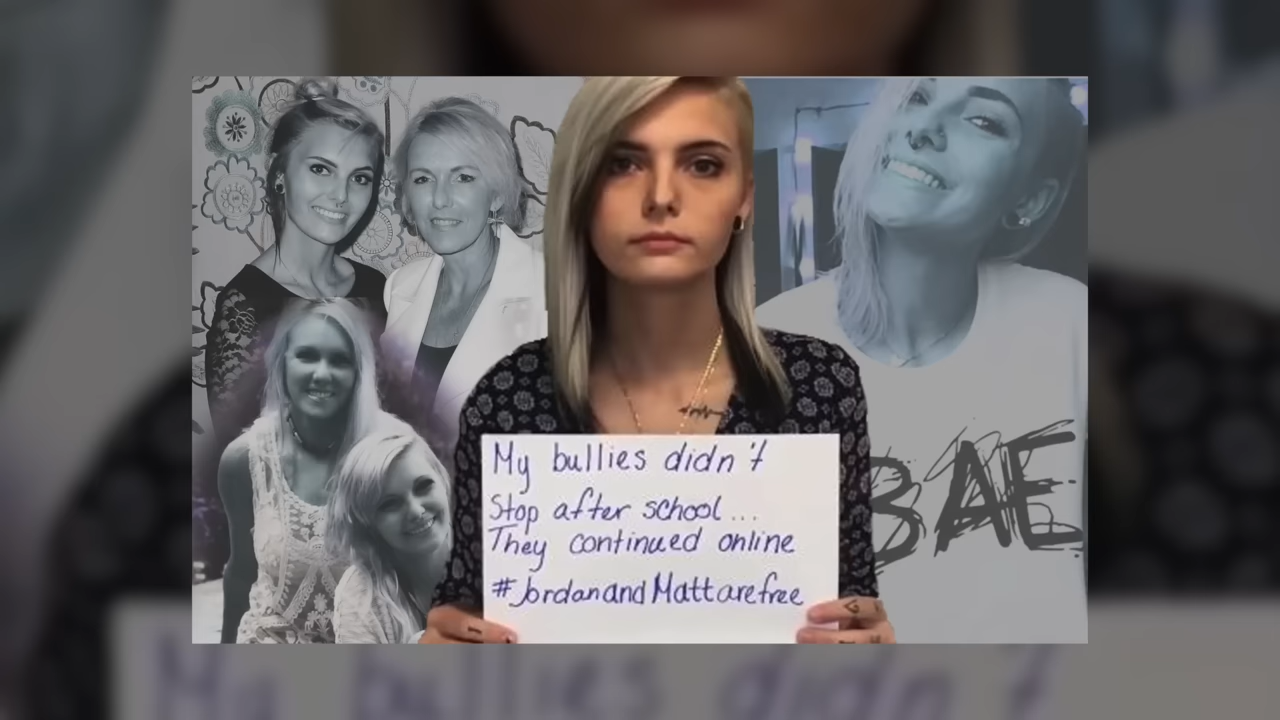 My bullies didn't
Stop after school...
They continued online
#JordanandMattarefree
BAE